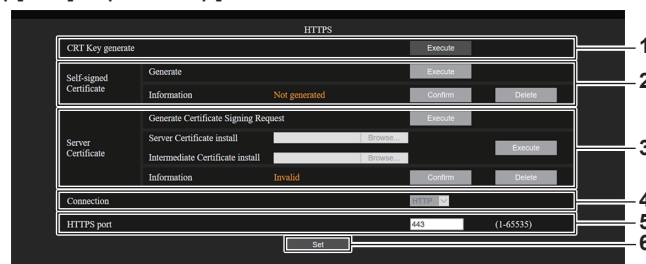 HTTPS
CRT Key generate Execute 1
Self-signed Certificate Generate Execute 2
Information Not generated Confirm Delete
Server Certificate Generate Certificate Signing Request Execute 3
Server Certificate install Browse... Execute
Intermediate Certificate install Browse...
Information Invalid Confirm Delete
Connection HTTP 4
HTTPS port 443 (1-65535) 5
Set 6